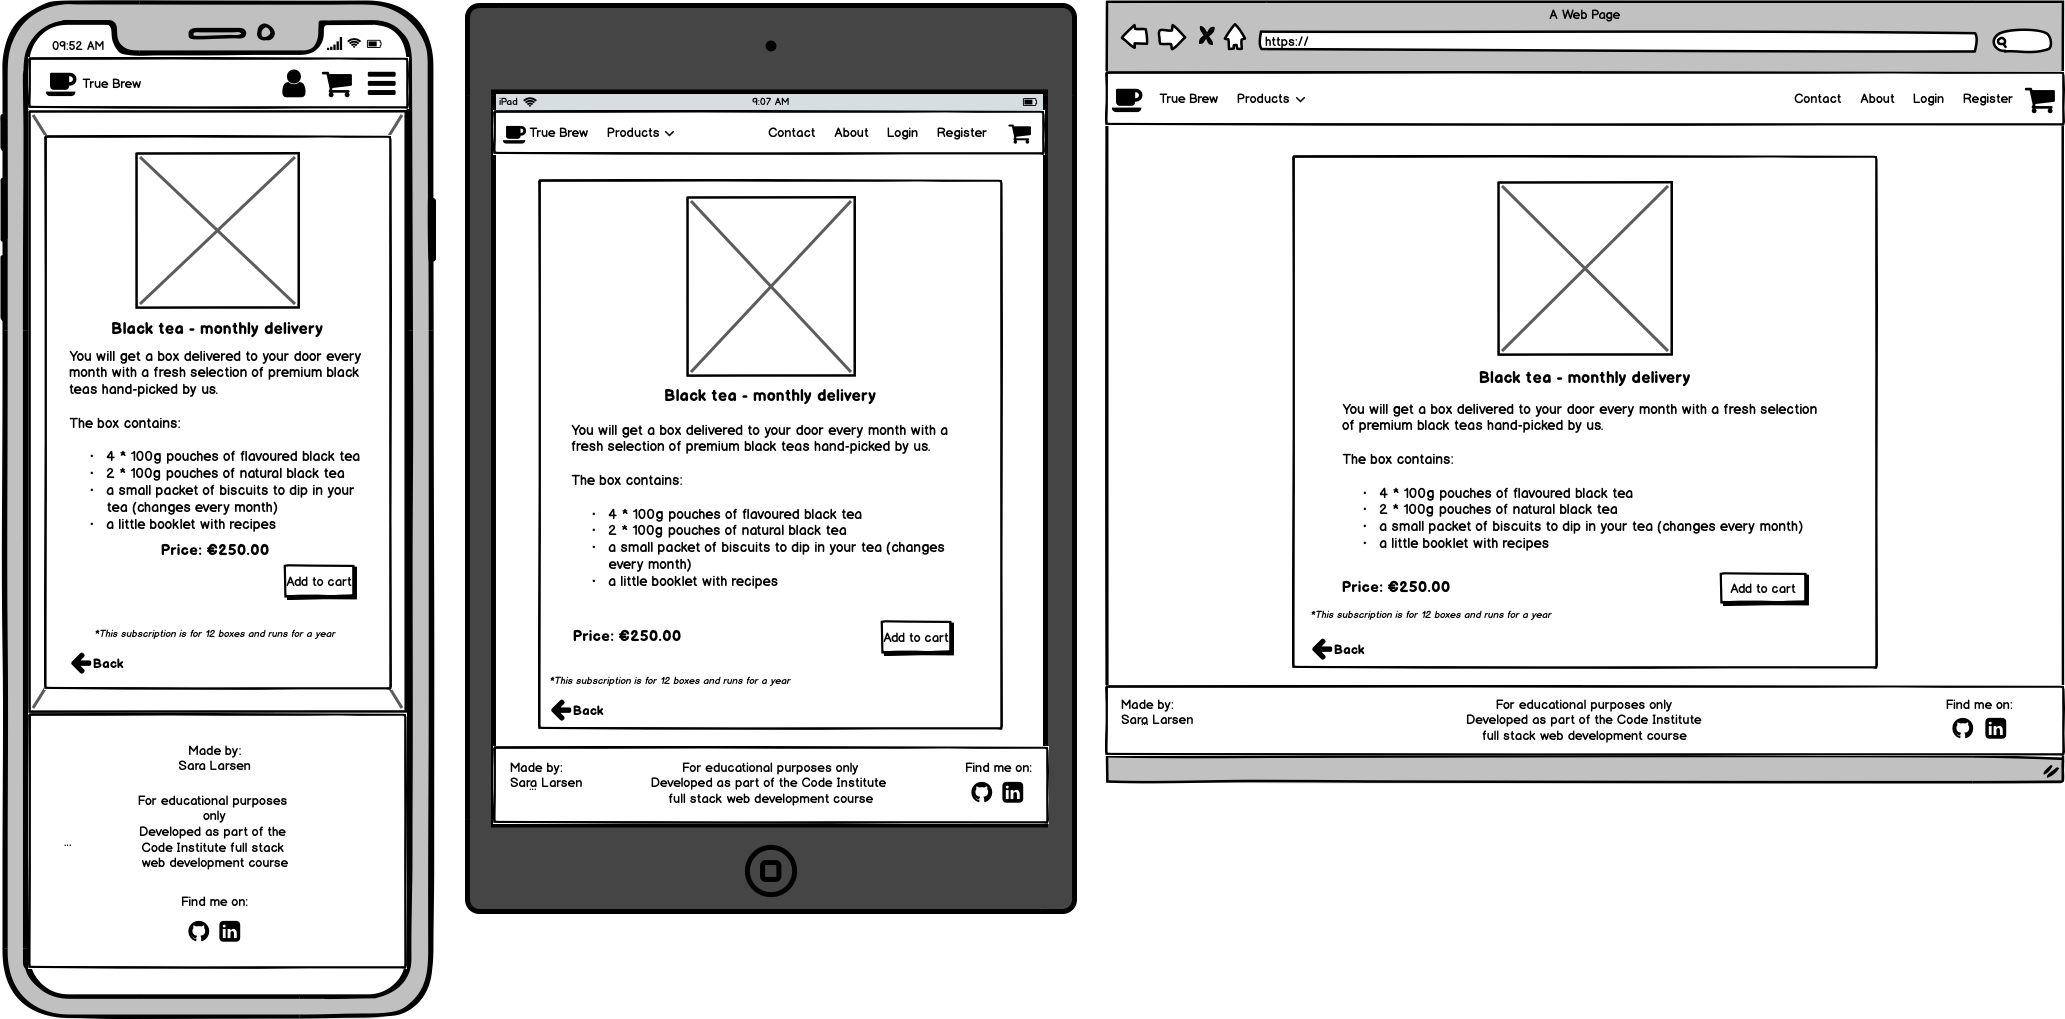 09:52 AM
True Brew
Black tea - monthly delivery
You will get a box delivered to your door every
month with a fresh selection of premium black
teas hand-picked by us.
The box contains:
· 4 * 100g pouches of flavoured black tea
· 2 * 100g pouches of natural black tea
· a small packet of biscuits to dip in your
tea (changes every month)
· a little booklet with recipes
Price: €250.00
Add to cart
*This subscription is for 12 boxes and runs for a year
Back
Made by:
Sara Larsen
For educational purposes
only
Developed as part of the
...
Code Institute full stack
web development course
Find me on:
in
iPad
9:07 AM
True Brew Products Contact About Login Register
Black tea - monthly delivery
You will get a box delivered to your door every month with a
fresh selection of premium black teas hand-picked by us.
The box contains:
· 4 * 100g pouches of flavoured black tea
· 2 * 100g pouches of natural black tea
· a small packet of biscuits to dip in your tea (changes
every month)
· a little booklet with recipes
Price: €250.00 Add to cart
*This subscription is for 12 boxes and runs for a year
Back
Made by:
Sara Larsen
...
For educational purposes only
Developed as part of the Code Institute
full stack web development course
Find me on:
in
A Web Page
https://
True Brew Products Contact About Login Register
Black tea - monthly delivery
You will get a box delivered to your door every month with a fresh selection
of premium black teas hand-picked by us.
The box contains:
· 4 * 100g pouches of flavoured black tea
· 2 * 100g pouches of natural black tea
· a small packet of biscuits to dip in your tea (changes every month)
· a little booklet with recipes
Price: €250.00 Add to cart
*This subscription is for 12 boxes and runs for a year
Back
Made by:
Sara Larsen
For educational purposes only
Developed as part of the Code Institute
full stack web development course
Find me on:
in